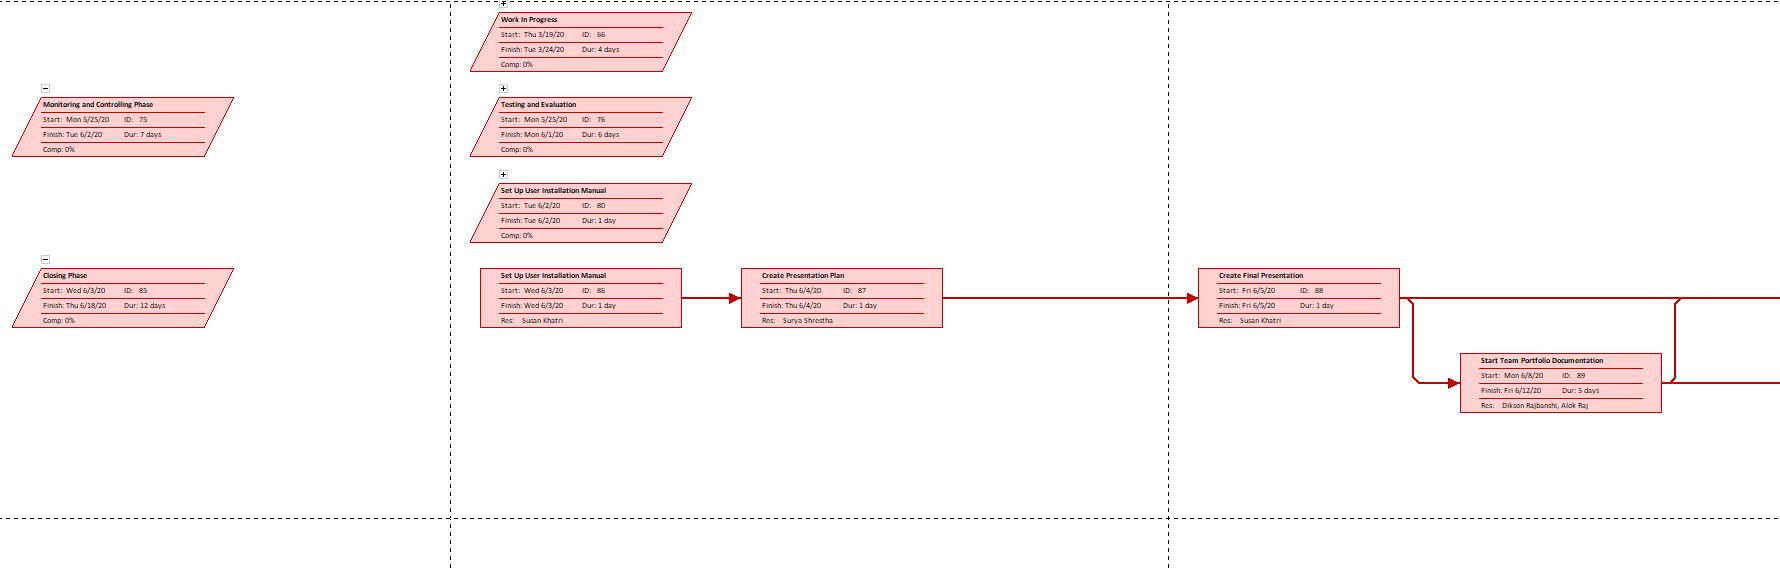 Work In Progress
Start: Thu 3/19/20 ID: 66
Finish: Tue 3/24/20 Dur: 4 days
Comp: 0%
Monitoring and Controlling Phase
Start: Mon 5/25/20 ID: 75
Finish: Tue 6/2/20 Dur: 7 days
Comp: 0%
Testing and Evaluation
Start: Mon 5/25/20 ID: 76
Finish: Mon 6/1/20 Dur: 6 days
Comp: 0%
Set Up User Installation Manual
Start: Tue 6/2/20 ID: 80
Finish: Tue 6/2/20 Dur: 1 day
Comp: 0%
Closing Phase
Start: Wed 6/3/20 ID: 85
Finish: Thu 6/18/20 Dur: 12 days
Comp: 0%
Set Up User Installation Manual
Start: Wed 6/3/20 ID: 86
Finish: Wed 6/3/20 Dur: 1 day
Res: Susan Khatri
Create Presentation Plan
Start: Thu 6/4/20 ID: 87
Finish: Thu 6/4/20 Dur: 1 day
Res: Surya Shrestha
Create Final Presentation
Start: Fri 6/5/20 ID: 88
Finish: Fri 6/5/20 Dur: 1 day
Res: Susan Khatri
Start Team Portfolio Documentation
Start: Mon 6/8/20 ID: 89
Finish: Fri 6/12/20 Dur: 5 days
Res: Dikson Rajbanshi, Alok Raj